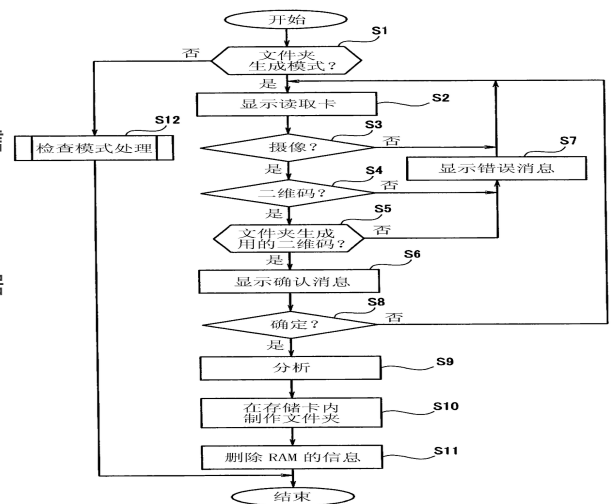 开始
S1
文件夹
生成模式?
否
是
S12
检查模式处理
S2
显示读取卡
S3
摄像?
否
是
S7
显示错误消息
S4
二维码?
否
是
S5
文件夹生成
用的二维码?
否
是
S6
显示确认消息
S8
确定?
否
是
S9
分析
S10
在存储卡内
制作文件夹
S11
删除 RAM 的信息
结束